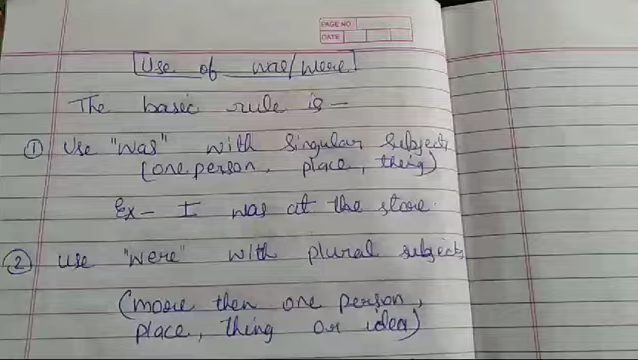 PAGE NO
DATE
Use of was/were
The basic rule is —
① Use "was" with Singular subjects
(one person, place, thing)
Ex- I was at the store.
② use "were" with plural subjects
(more then one person,
place, thing or idea)